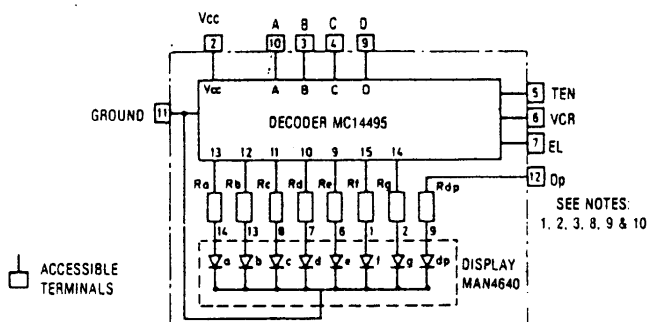 Vcc A B C D
2 10 3 4 9
Vcc A B C D
GROUND 11
DECODER MC14495
5 TEN
6 VCR
7 EL
13 12 11 10 9 15 14
12 Dp
Ra Rb Rc Rd Re Rf Rg Rdp
SEE NOTES:
1, 2, 3, 8, 9 & 10
14 13 8 7 6 1 2 9
a b c d e f g dp
DISPLAY
MAN4640
ACCESSIBLE
TERMINALS